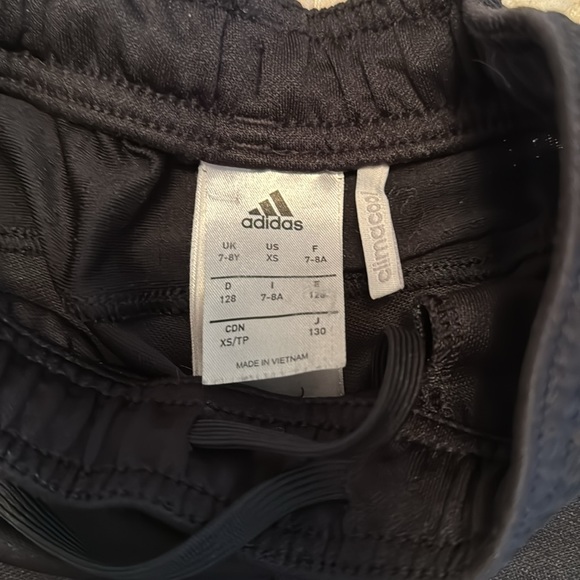 adidas
UK US F
7-8Y XS 7-8A
D I E
128 7-8A 128
CDN J
XS/TP 130
MADE IN VIETNAM
climacool